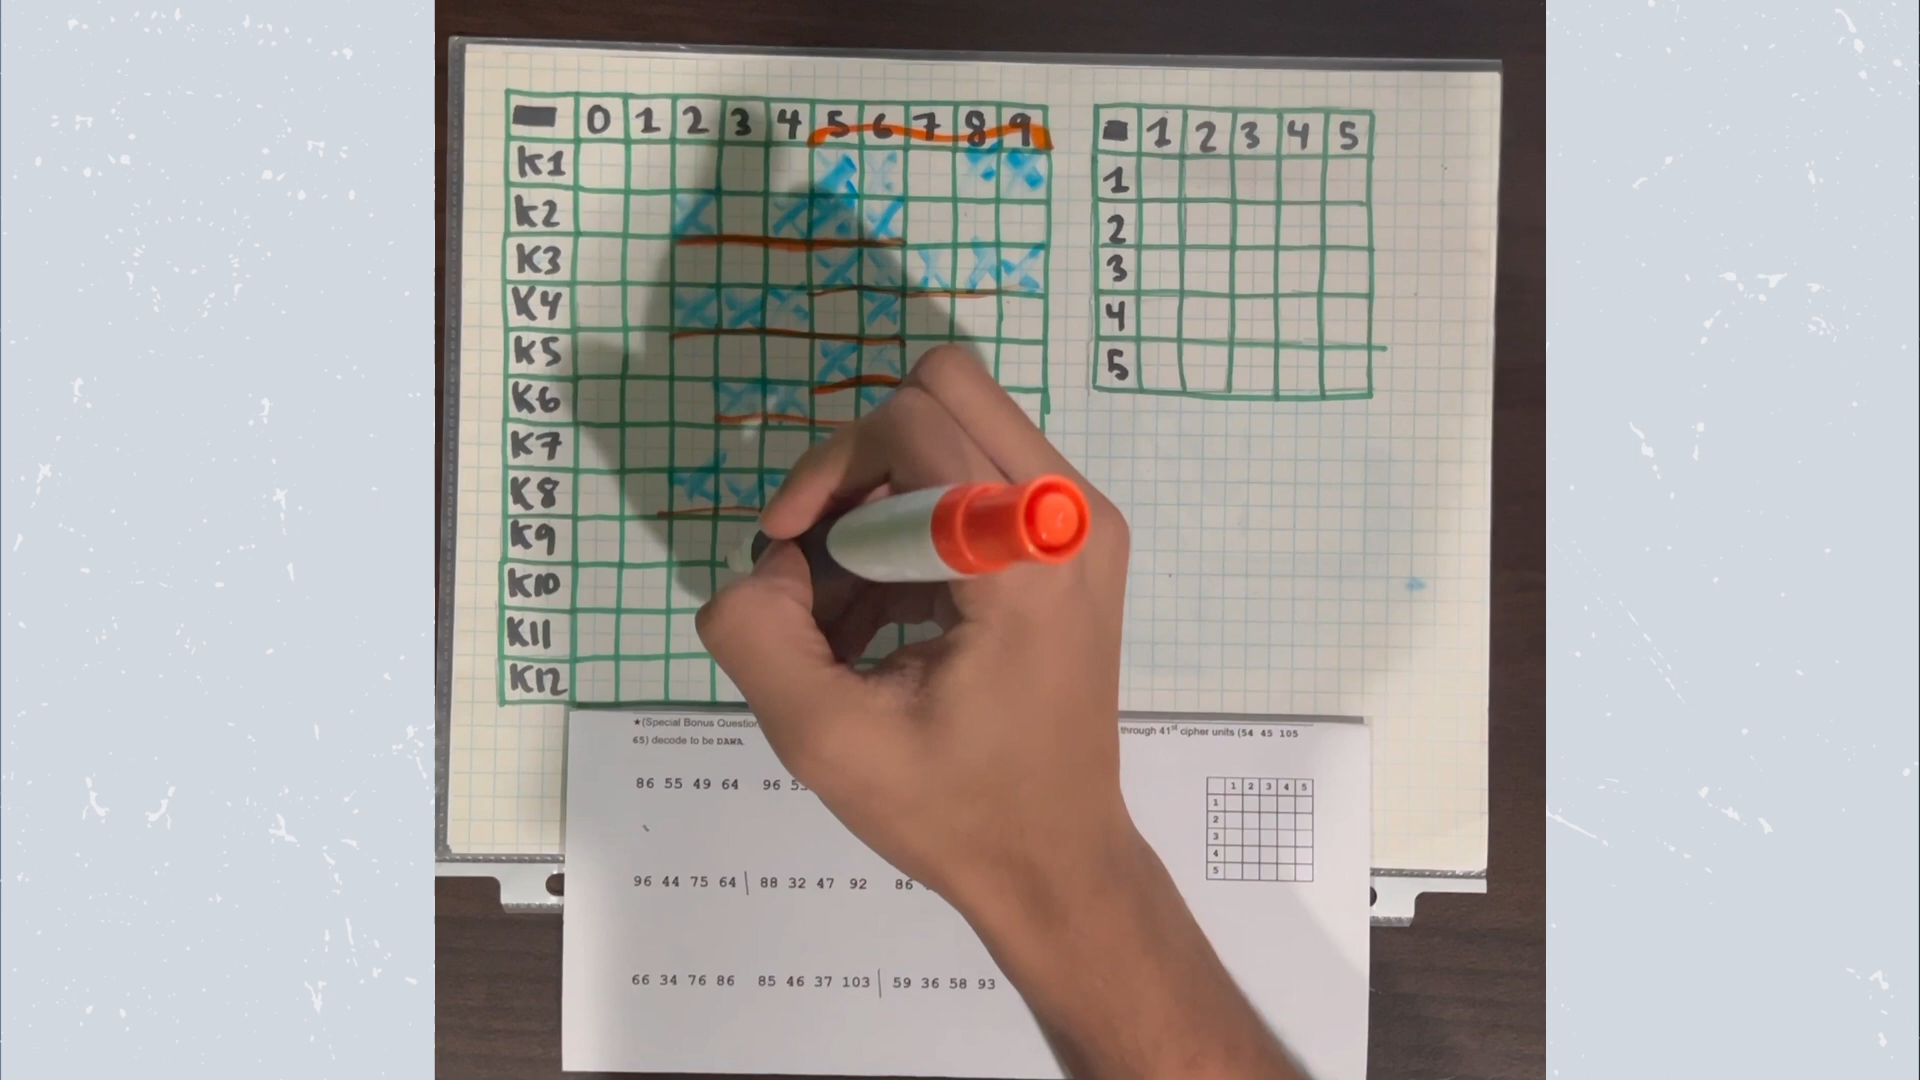 0 1 2 3 4 5 6 7 8 9
K1
K2
K3
K4
K5
K6
K7
K8
K9
K10
K11
K12
1 2 3 4 5
1
2
3
4
5
★(Special Bonus Question
through 41st cipher units (54 45 105
65) decode to be DAWA
86 55 49 64 96
96 44 75 64 88 32 47 92 86
66 34 76 86 85 46 37 103 59 36 58 93
1 2 3 4 5
1
2
3
4
5